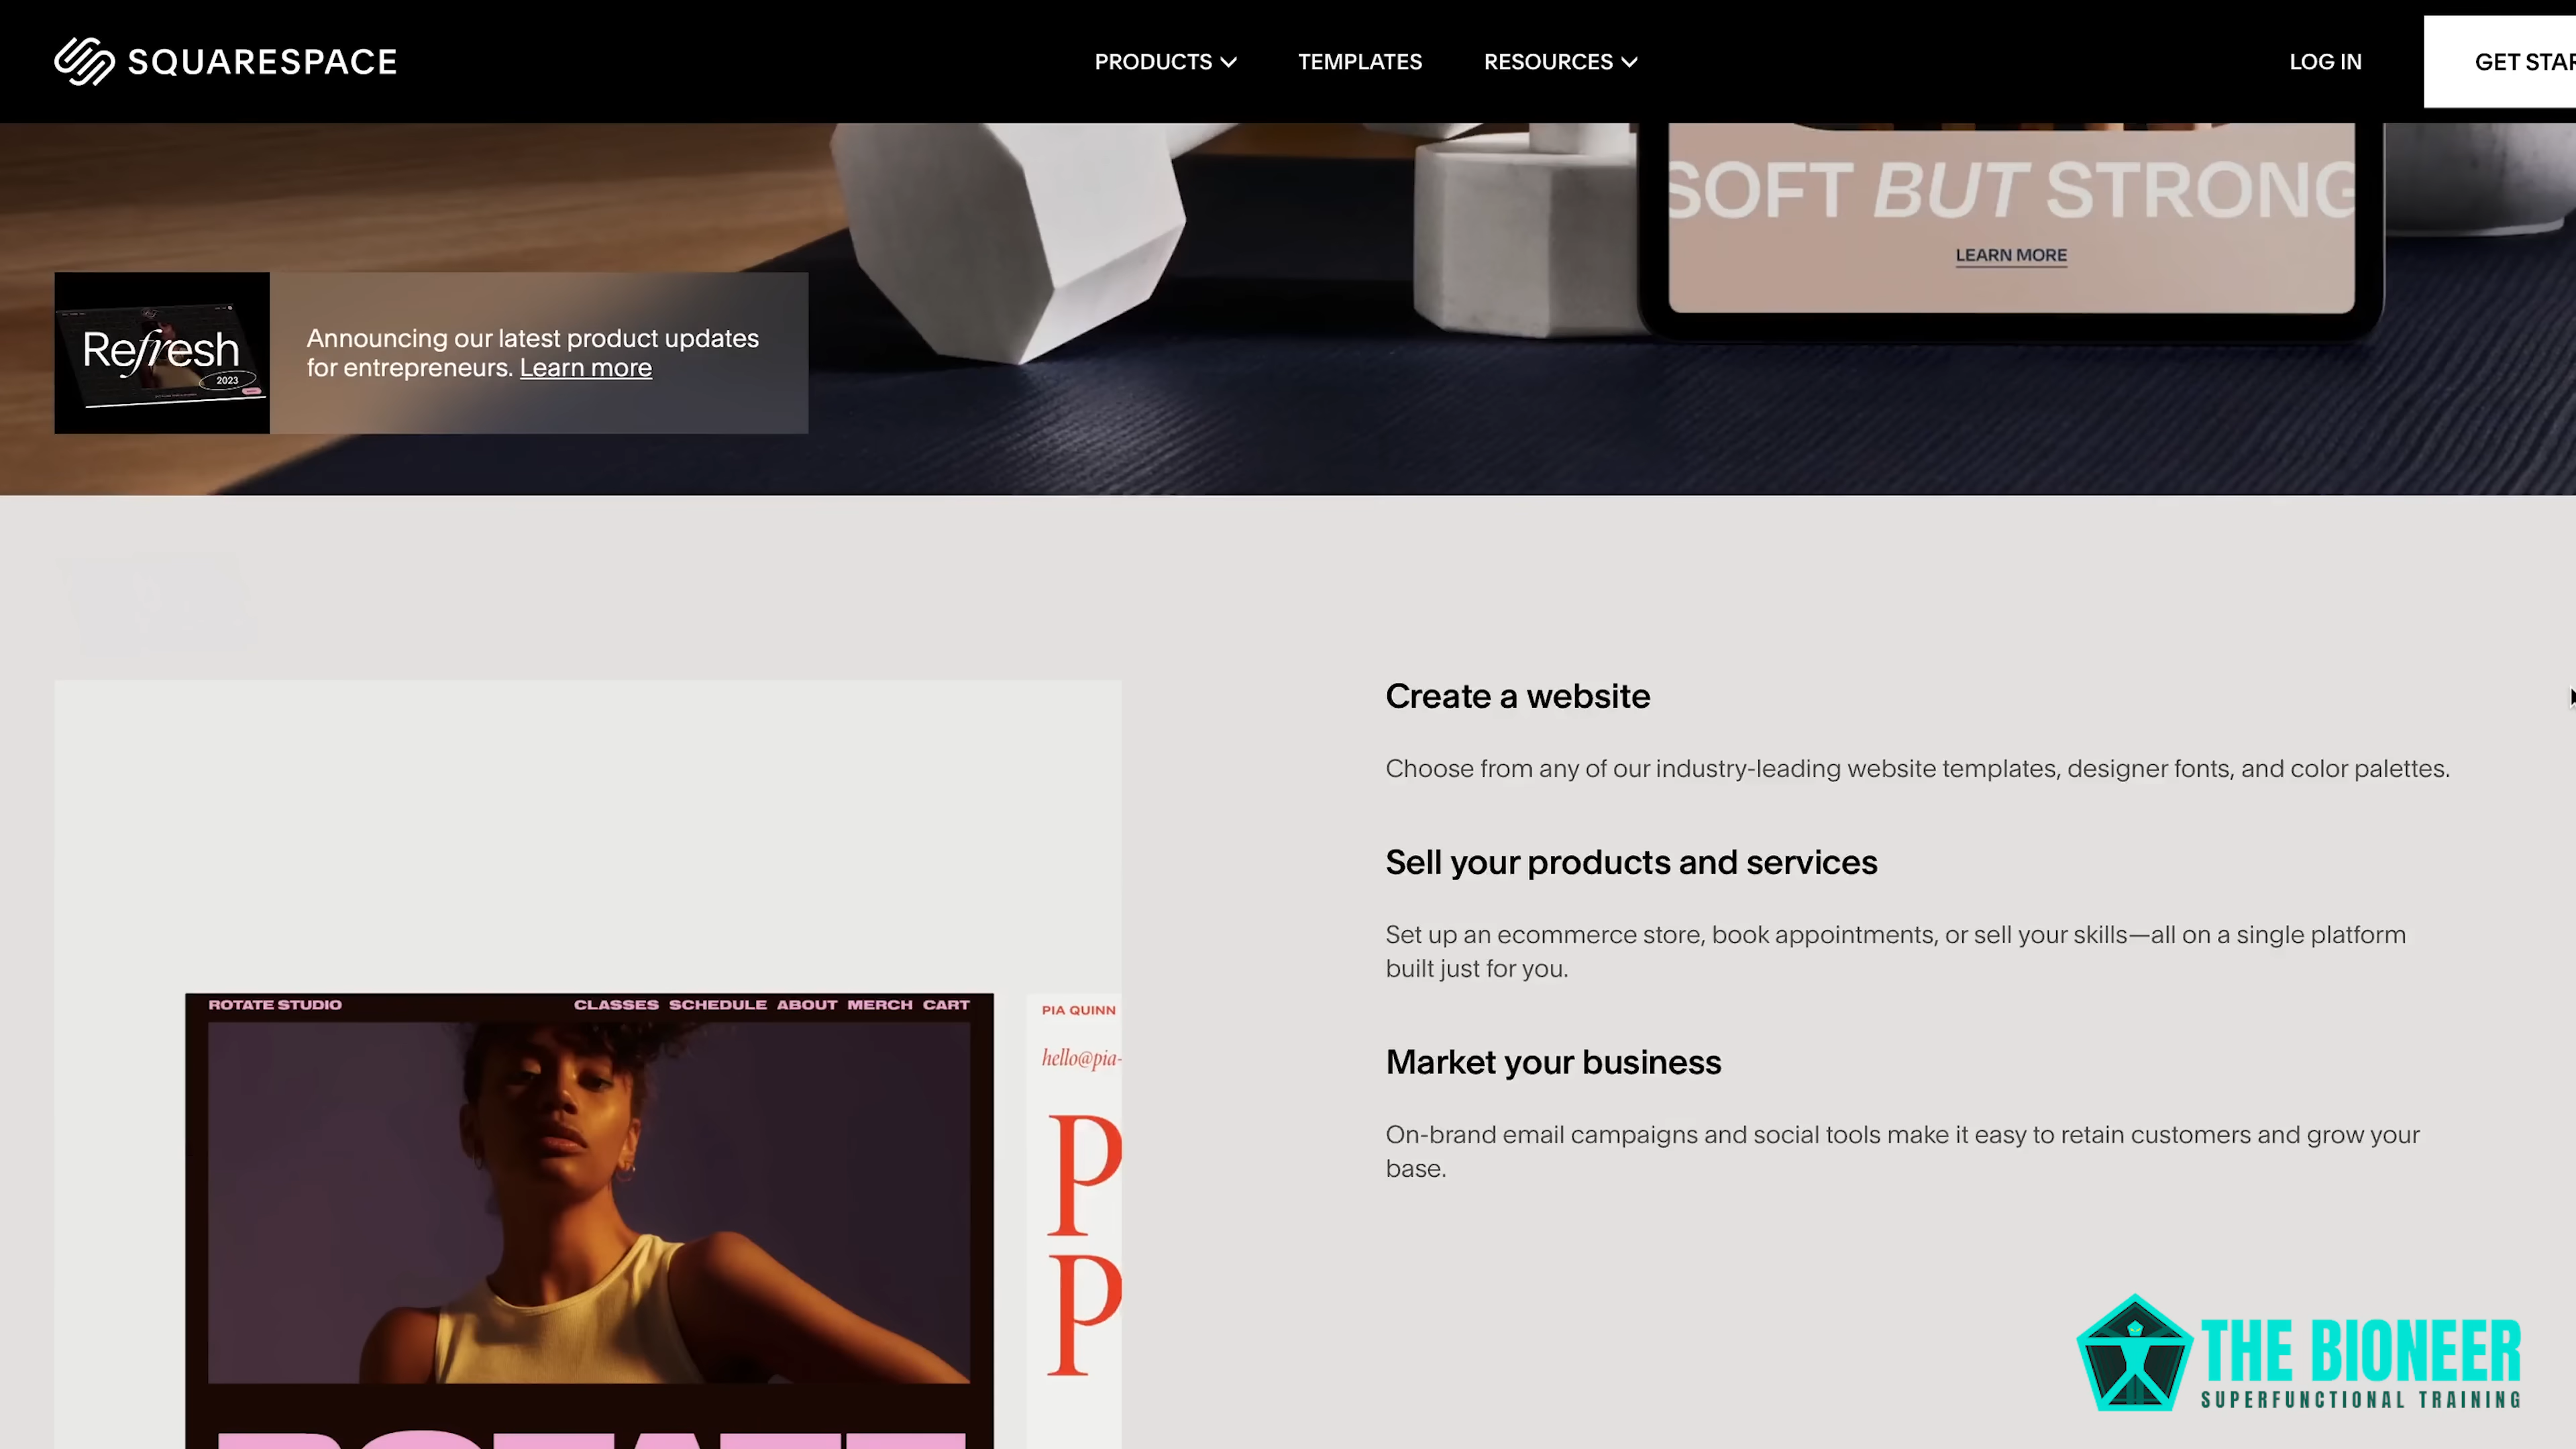 SQUARESPACE
PRODUCTS
TEMPLATES
RESOURCES
LOG IN
GET STAR
SOFT BUT STRONG
LEARN MORE
Refresh
2023
Announcing our latest product updates
for entrepreneurs. Learn more
Create a website
Choose from any of our industry-leading website templates, designer fonts, and color palettes.
Sell your products and services
Set up an ecommerce store, book appointments, or sell your skills—all on a single platform
built just for you.
Market your business
On-brand email campaigns and social tools make it easy to retain customers and grow your
base.
ROTATE STUDIO
CLASSES SCHEDULE ABOUT MERCH CART
PIA QUINN
hello@pia-
P
P
THE BIONEER
SUPERFUNCTIONAL TRAINING